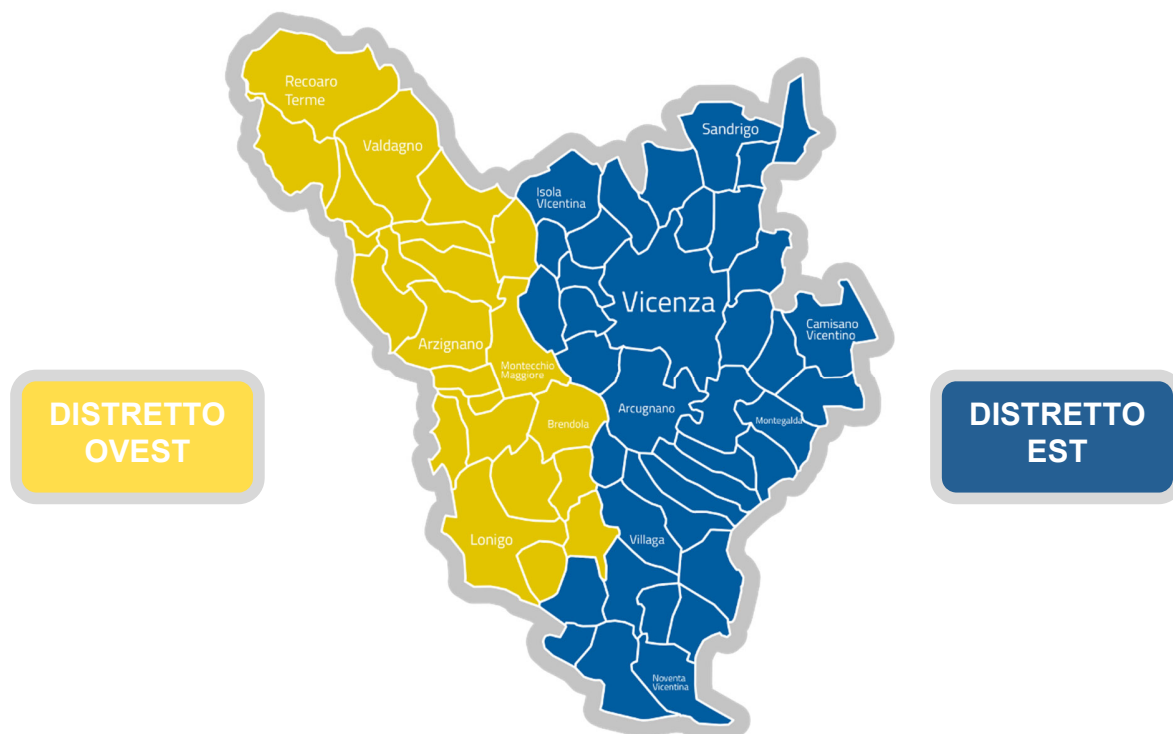 Recoaro
Terme
Valdagno
Sandrigo
Isola
VIcentina
Vicenza
Camisano
Vicentino
Arzignano
Montecchio
Maggiore
DISTRETTO
OVEST
Brendola
Arcugnano
Montegalda
DISTRETTO
EST
Lonigo
Villaga
Noventa
Vicentina